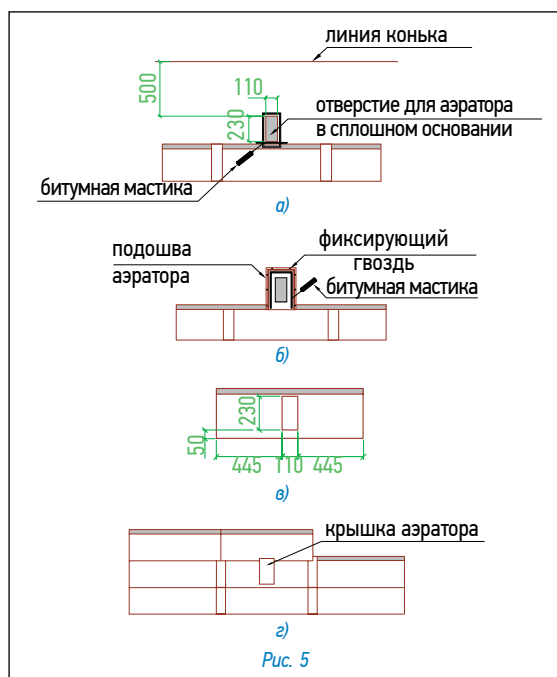 линия конька
500
110
230
отверстие для аэратора
в сплошном основании
битумная мастика
а)
подошва
аэратора
фиксирующий
гвоздь
битумная мастика
б)
230
50
445
110
445
в)
крышка аэратора
г)
Рис. 5